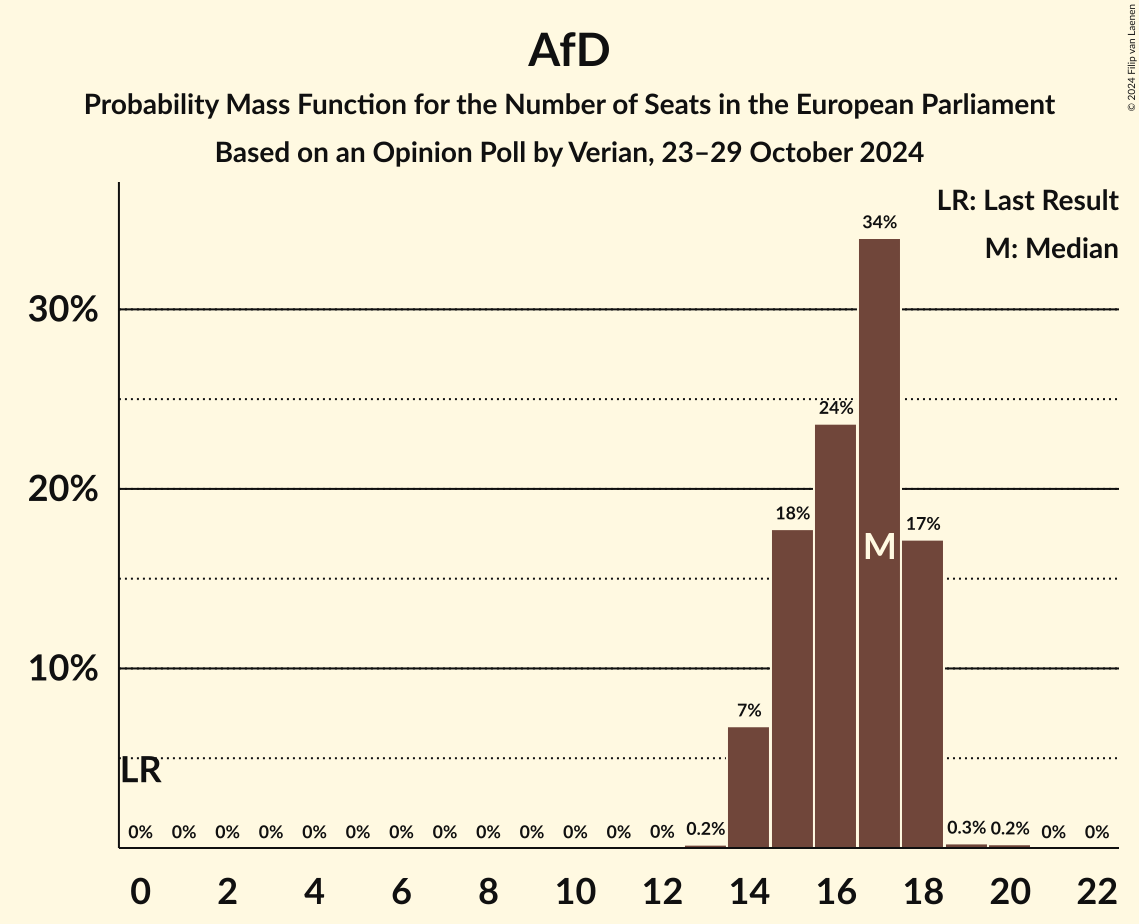 AfD
Probability Mass Function for the Number of Seats in the European Parliament
Based on an Opinion Poll by Verian, 23–29 October 2024
© 2024 Filip van Laenen
LR: Last Result
M: Median
34%
30%
24%
20%
18%
17%
M
10%
7%
LR
0% 0% 0% 0% 0% 0% 0% 0% 0% 0% 0% 0% 0% 0.2% 0.3% 0.2% 0% 0%
0 2 4 6 8 10 12 14 16 18 20 22